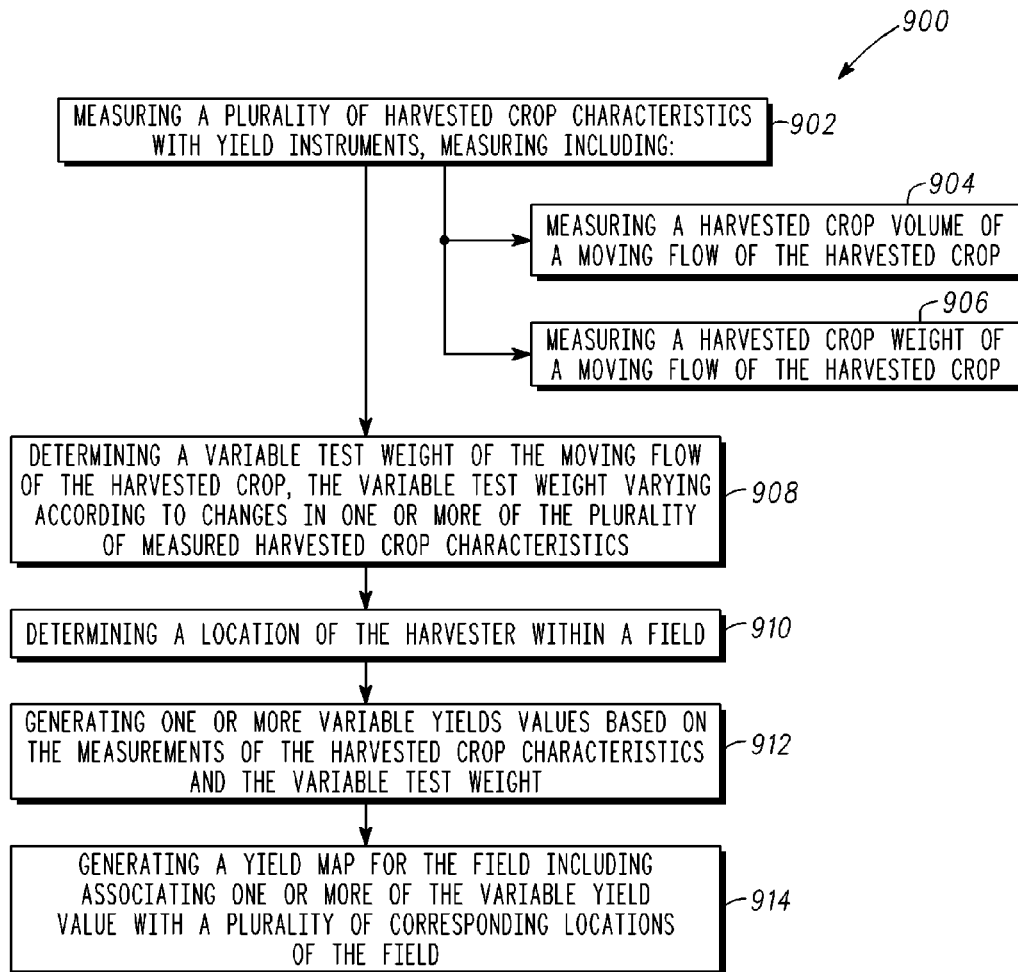 900
MEASURING A PLURALITY OF HARVESTED CROP CHARACTERISTICS
WITH YIELD INSTRUMENTS, MEASURING INCLUDING:
902
904
MEASURING A HARVESTED CROP VOLUME OF
A MOVING FLOW OF THE HARVESTED CROP
906
MEASURING A HARVESTED CROP WEIGHT OF
A MOVING FLOW OF THE HARVESTED CROP
DETERMINING A VARIABLE TEST WEIGHT OF THE MOVING FLOW
OF THE HARVESTED CROP, THE VARIABLE TEST WEIGHT VARYING
ACCORDING TO CHANGES IN ONE OR MORE OF THE PLURALITY
OF MEASURED HARVESTED CROP CHARACTERISTICS
908
DETERMINING A LOCATION OF THE HARVESTER WITHIN A FIELD
910
GENERATING ONE OR MORE VARIABLE YIELDS VALUES BASED ON
THE MEASUREMENTS OF THE HARVESTED CROP CHARACTERISTICS
AND THE VARIABLE TEST WEIGHT
912
GENERATING A YIELD MAP FOR THE FIELD INCLUDING
ASSOCIATING ONE OR MORE OF THE VARIABLE YIELD
VALUE WITH A PLURALITY OF CORRESPONDING LOCATIONS
OF THE FIELD
914